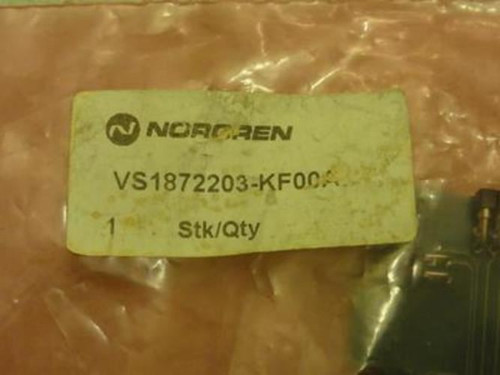 NORGREN
VS1872203-KF00A
1 Stk/Qty